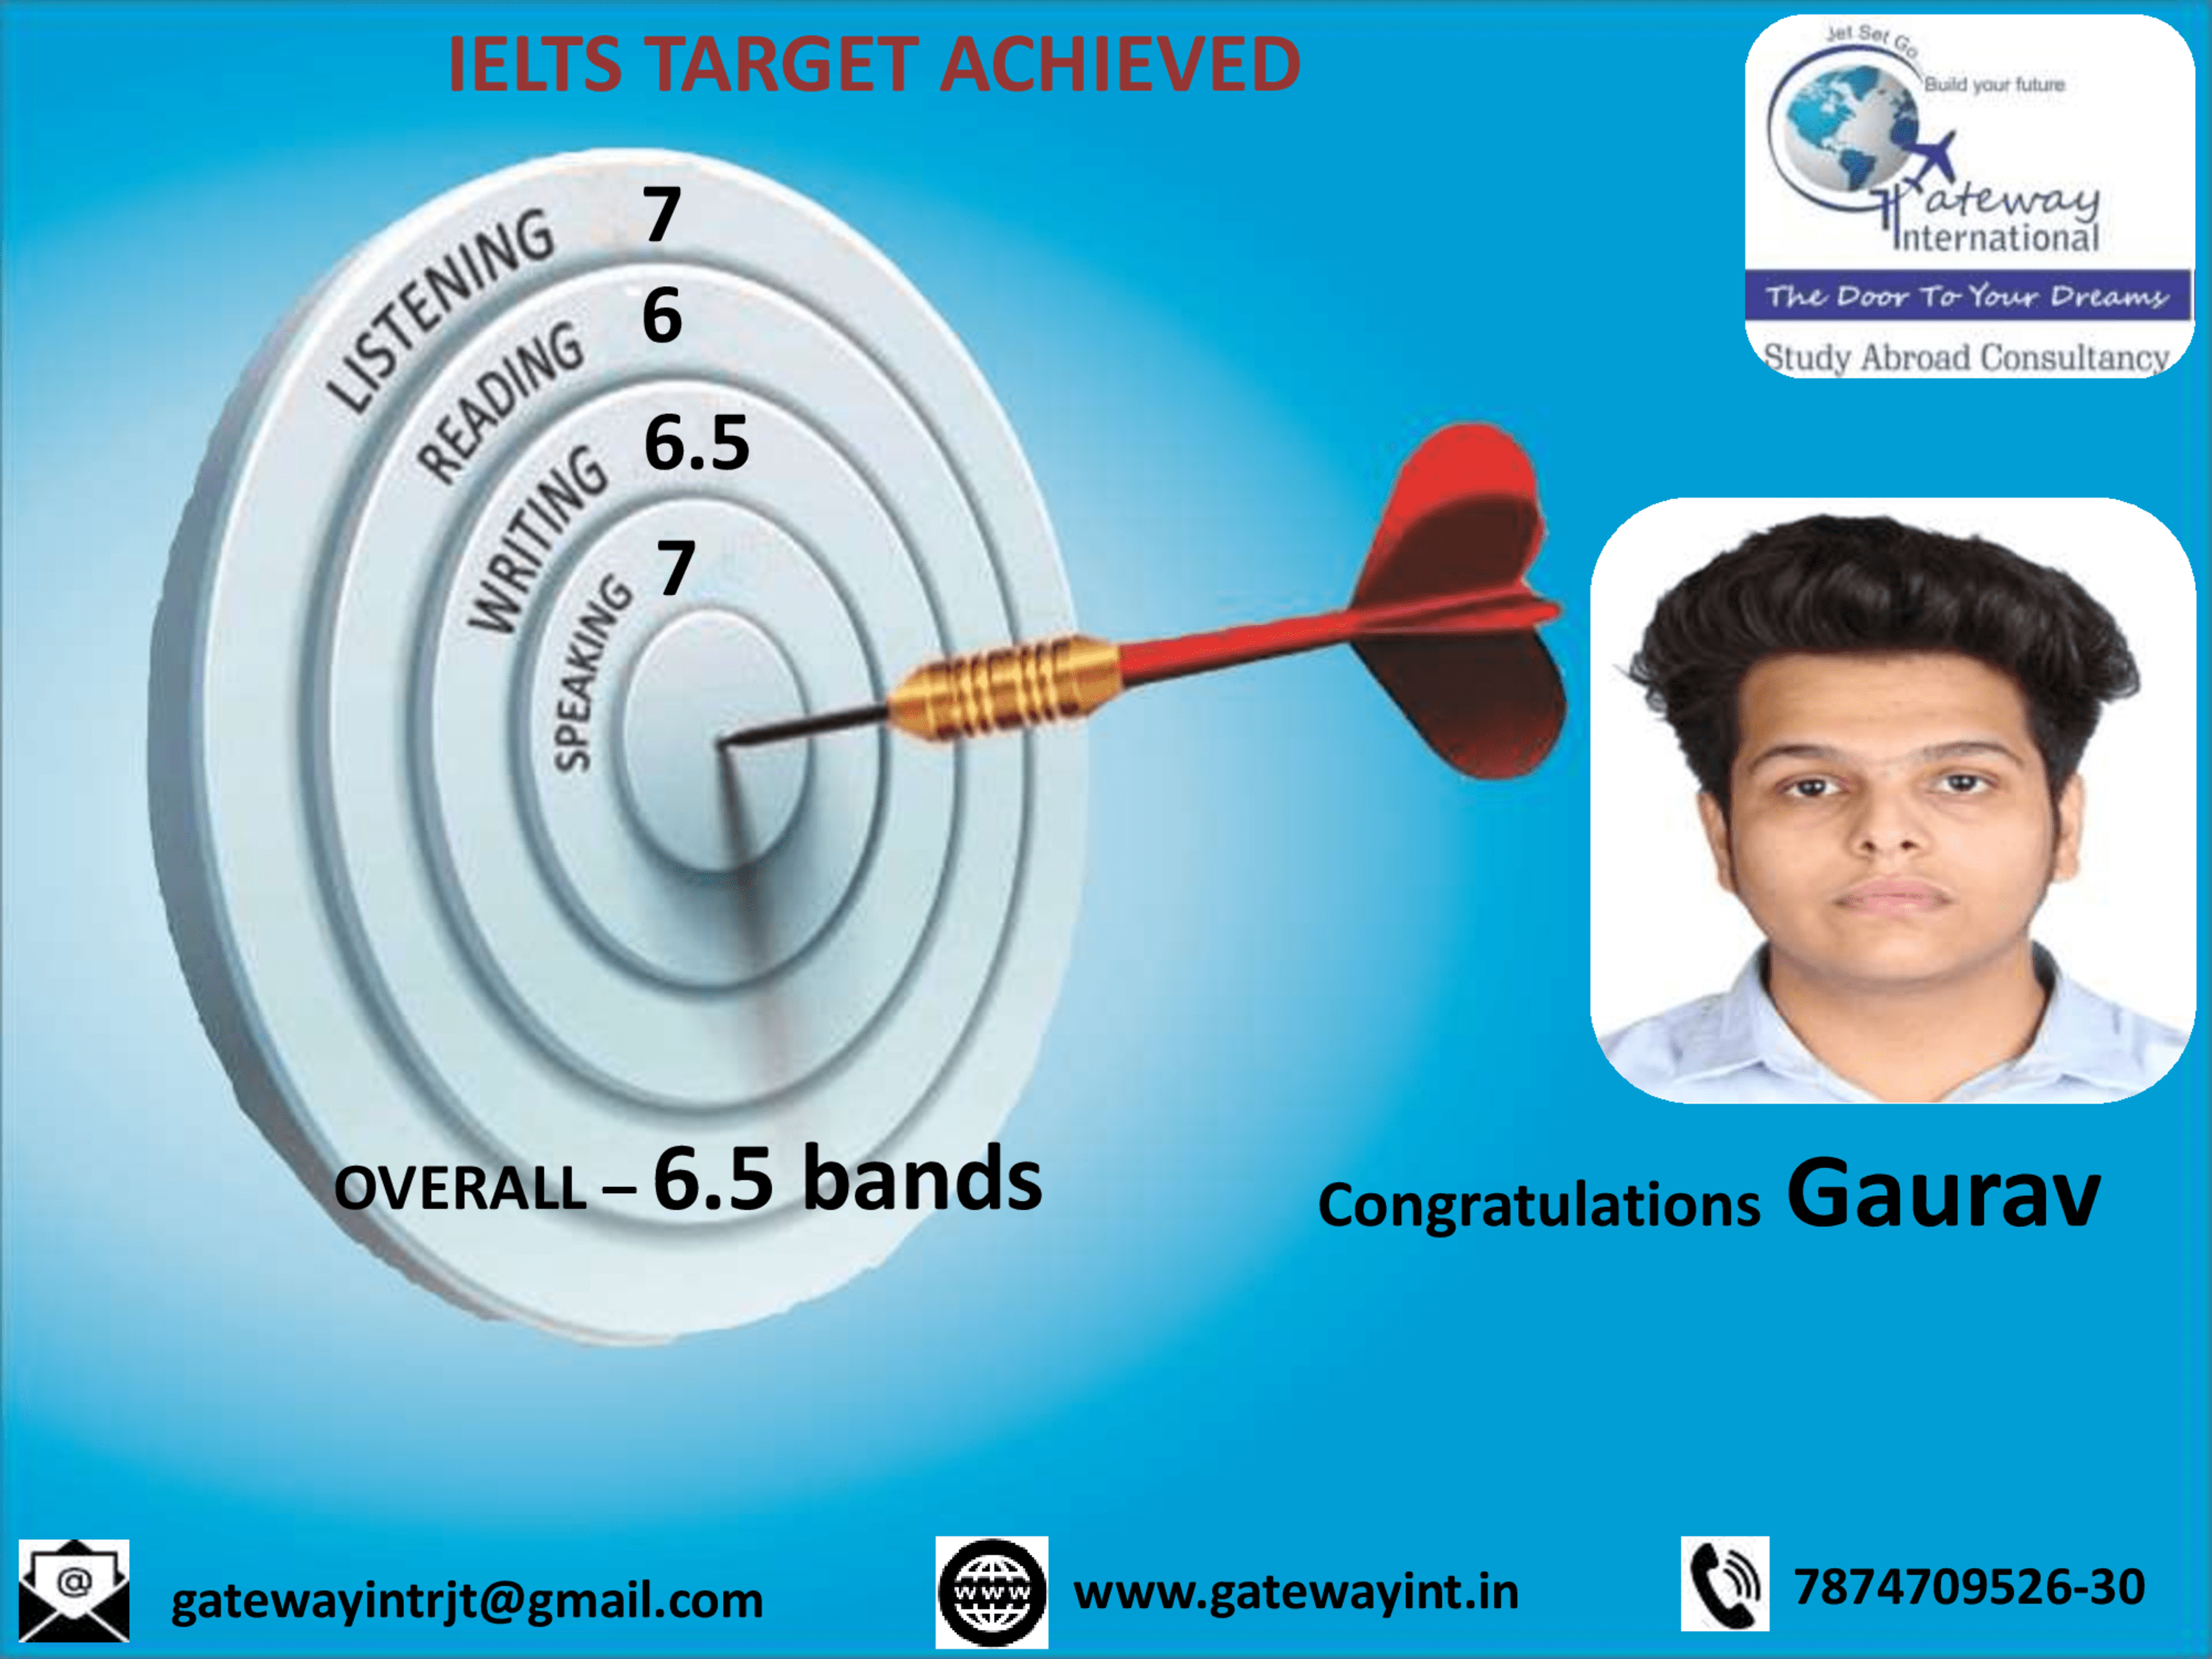 IELTS TARGET ACHIEVED
Jet Set Go
Build your future
Gateway
International
The Door To Your Dreams
Study Abroad Consultancy
LISTENING 7
READING 6
WRITING 6.5
SPEAKING 7
OVERALL – 6.5 bands
Congratulations Gaurav
@
gatewayintrjt@gmail.com
www
www.gatewayint.in
7874709526-30